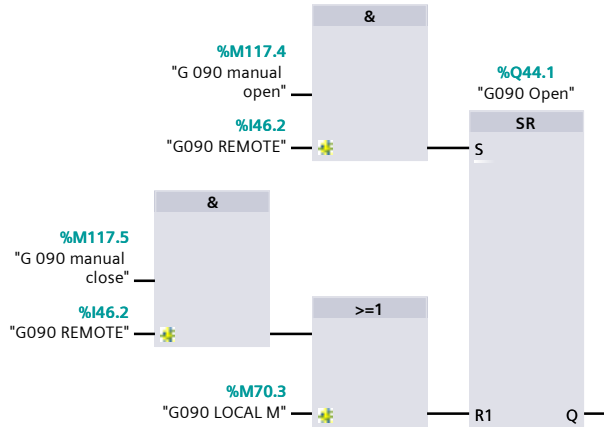 &
%M117.4
"G 090 manual
open"
%I46.2
"G090 REMOTE"
%Q44.1
"G090 Open"
SR
S
&
%M117.5
"G 090 manual
close"
%I46.2
"G090 REMOTE"
>=1
%M70.3
"G090 LOCAL M"
R1 Q